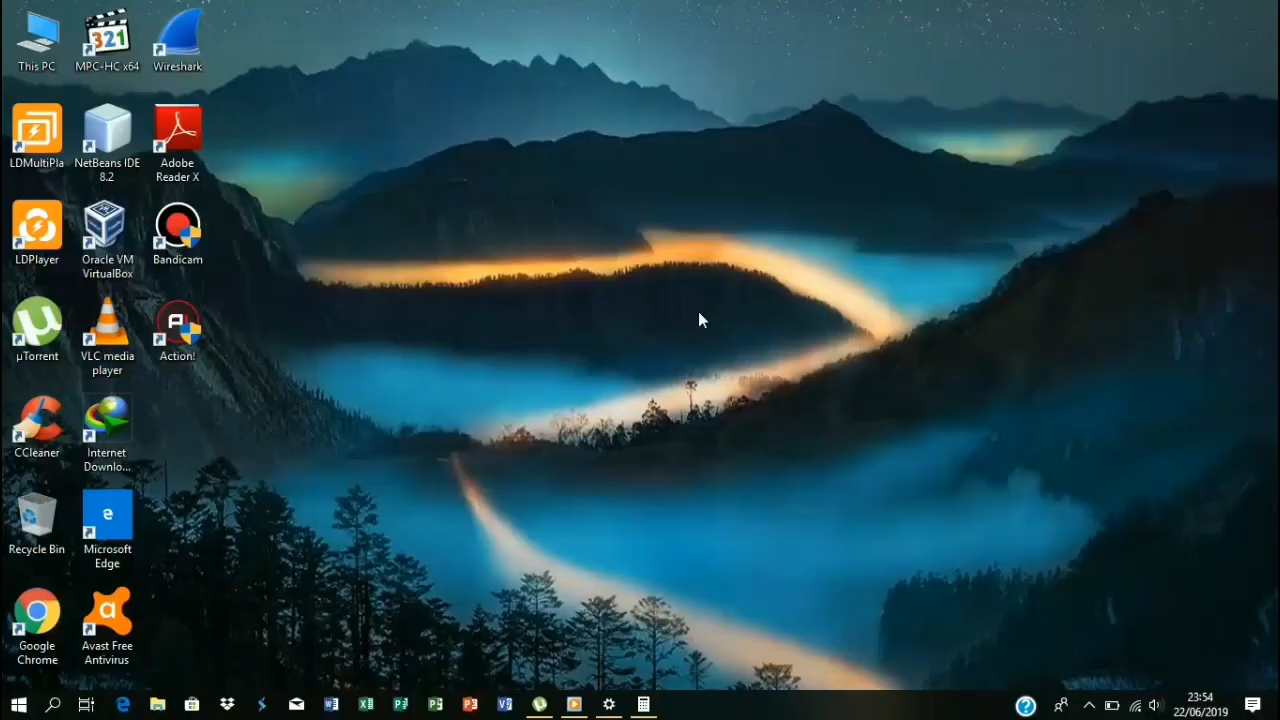 This PC
MPC-HC x64
Wireshark
LDMultiPla
NetBeans IDE
8.2
Adobe
Reader X
LDPlayer
Oracle VM
VirtualBox
Bandicam
µTorrent
VLC media
player
Action!
CCleaner
Internet
Downlo...
Recycle Bin
Microsoft
Edge
Google
Chrome
Avast Free
Antivirus
23:54
22/06/2019